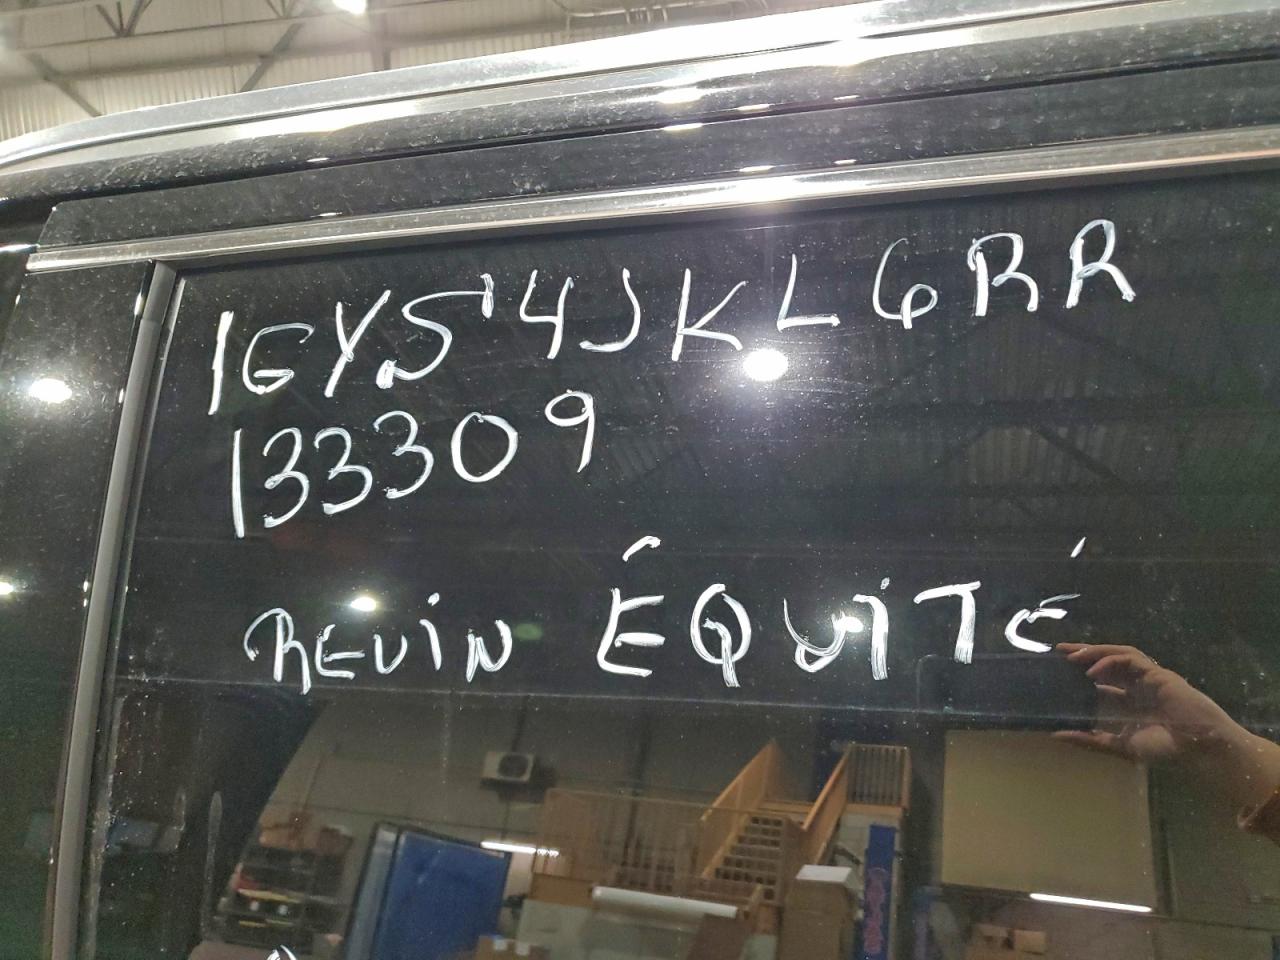 1GYS4JKL6RR
133309
REVIN ÉQUITÉ